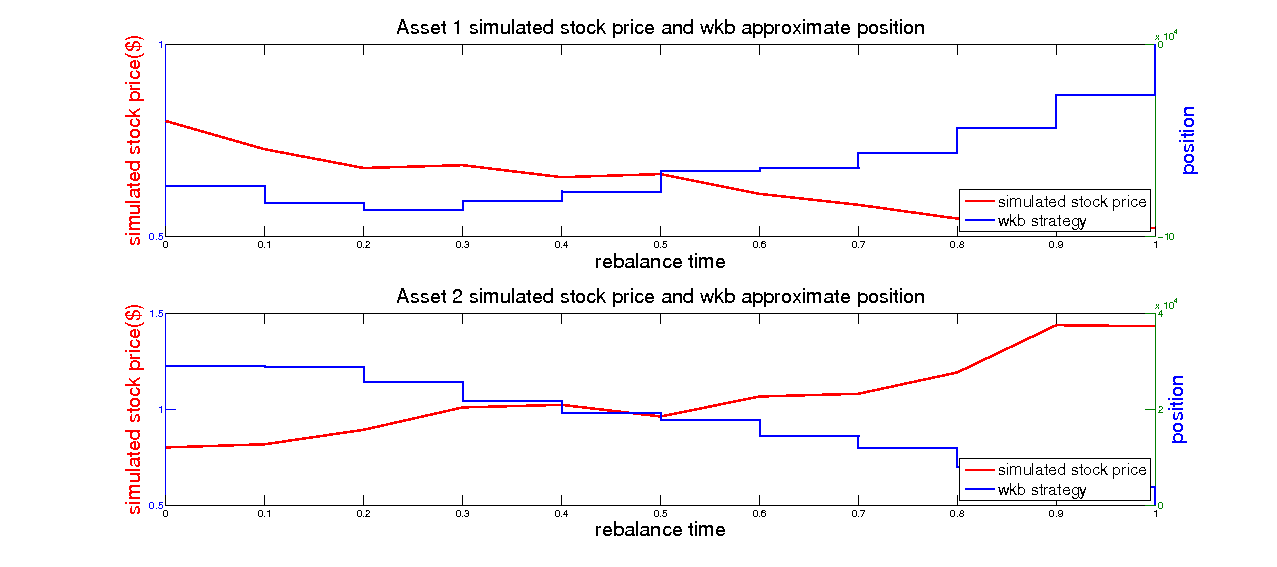 Asset 1 simulated stock price and wkb approximate position
simulated stock price($)
1
0.5
x 10^4
0
-10
position
simulated stock price
wkb strategy
0 0.1 0.2 0.3 0.4 0.5 0.6 0.7 0.8 0.9 1
rebalance time
Asset 2 simulated stock price and wkb approximate position
simulated stock price($)
1.5
1
0.5
x 10^4
4
2
0
position
simulated stock price
wkb strategy
0 0.1 0.2 0.3 0.4 0.5 0.6 0.7 0.8 0.9 1
rebalance time